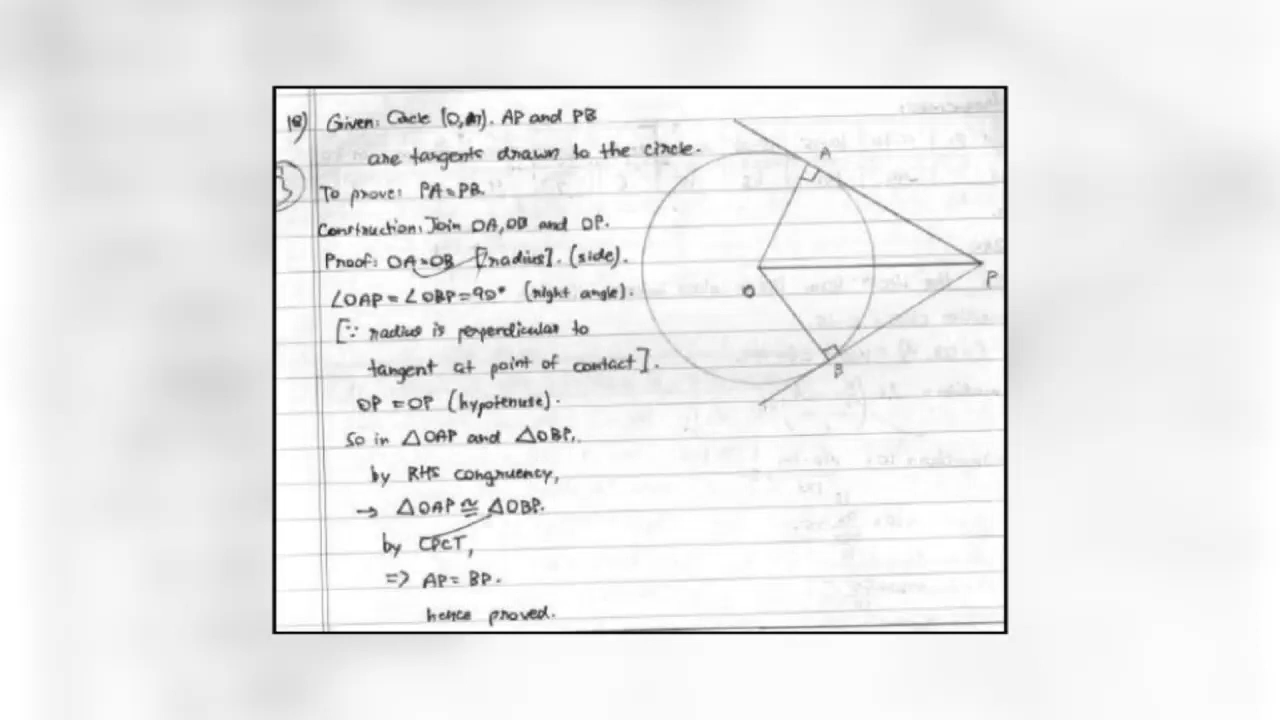 18) Given: Circle (O, r). AP and PB
are tangents drawn to the circle.
3
To prove: PA = PB.
Construction: Join OA, OB and OP.
Proof: OA = OB [radius]. (side).
∠OAP = ∠OBP = 90° (right angle).
[∵ radius is perpendicular to
tangent at point of contact].
OP = OP (hypotenuse).
So in △OAP and △OBP,
by RHS congruency,
→ △OAP ≅ △OBP.
by CPCT,
=> AP = BP.
hence proved.
A
P
O
B